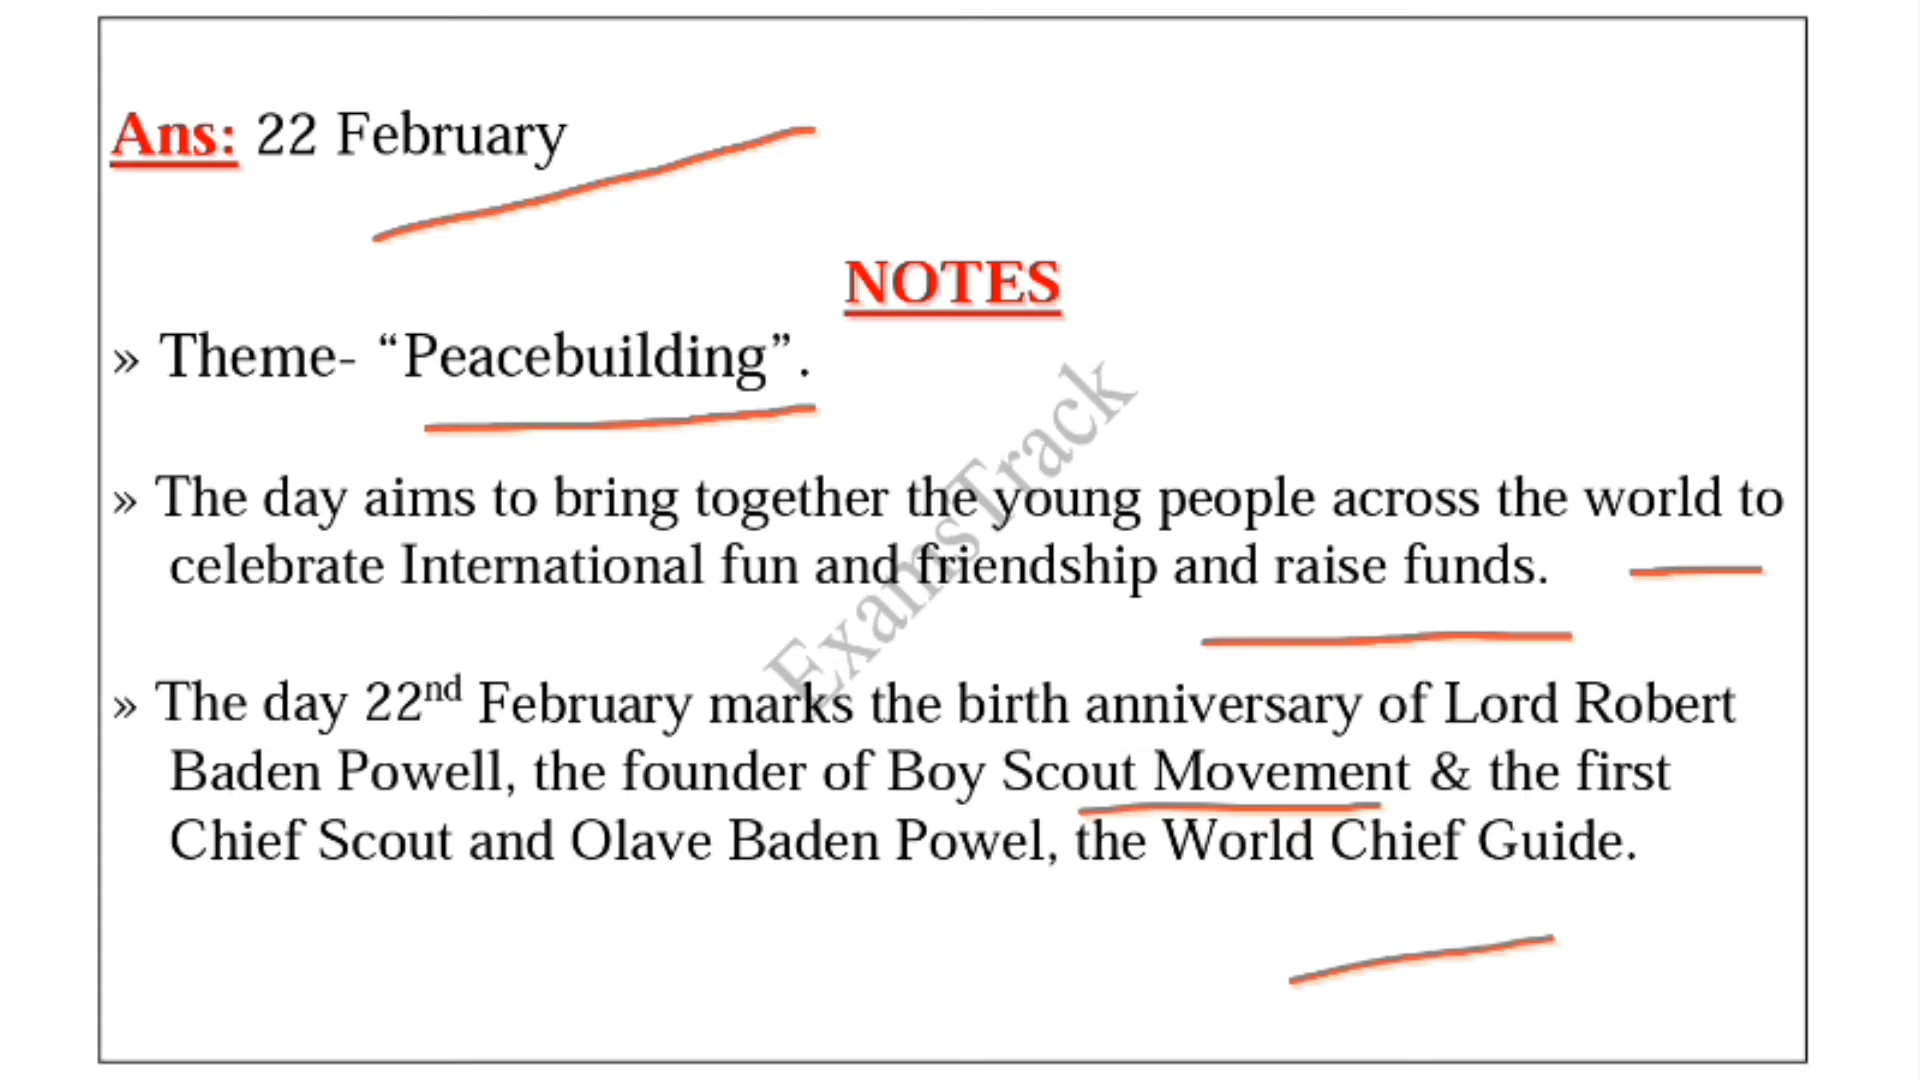 Ans: 22 February
NOTES
» Theme- “Peacebuilding”.
» The day aims to bring together the young people across the world to
celebrate International fun and friendship and raise funds.
» The day 22nd February marks the birth anniversary of Lord Robert
Baden Powell, the founder of Boy Scout Movement & the first
Chief Scout and Olave Baden Powel, the World Chief Guide.
ExamsTrack